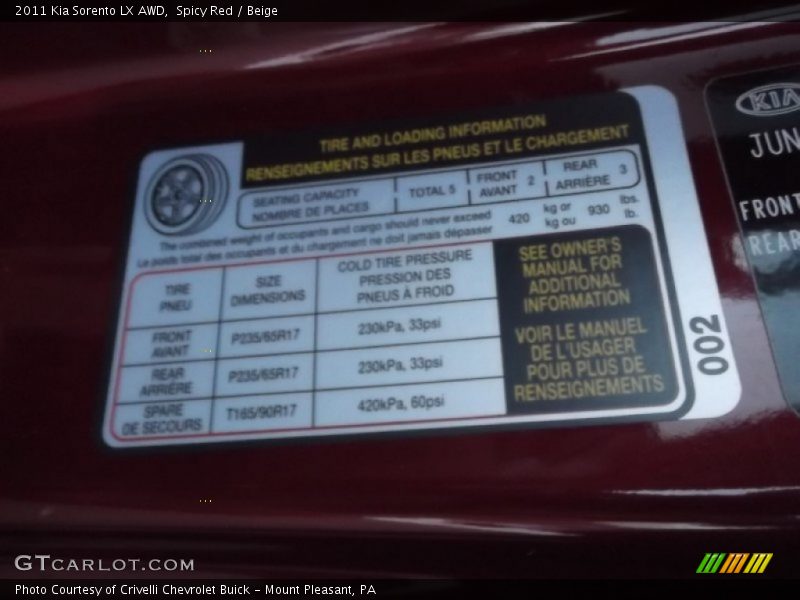 2011 Kia Sorento LX AWD, Spicy Red / Beige
TIRE AND LOADING INFORMATION
RENSEIGNEMENTS SUR LES PNEUS ET LE CHARGEMENT
SEATING CAPACITY
NOMBRE DE PLACES
TOTAL 5
FRONT
AVANT
2
REAR
ARRIÈRE
3
The combined weight of occupants and cargo should never exceed
Le poids total des occupants et du chargement ne doit jamais dépasser
420 kg or
kg ou
930 lbs.
lb.
TIRE
PNEU
SIZE
DIMENSIONS
COLD TIRE PRESSURE
PRESSION DES
PNEUS À FROID
FRONT
AVANT
P235/65R17
230kPa, 33psi
REAR
ARRIÈRE
P235/65R17
230kPa, 33psi
SPARE
DE SECOURS
T165/90R17
420kPa, 60psi
SEE OWNER'S
MANUAL FOR
ADDITIONAL
INFORMATION
VOIR LE MANUEL
DE L'USAGER
POUR PLUS DE
RENSEIGNEMENTS
002
KIA
JUN
FRONT
REAR
GTCARLOT.COM
Photo Courtesy of Crivelli Chevrolet Buick - Mount Pleasant, PA